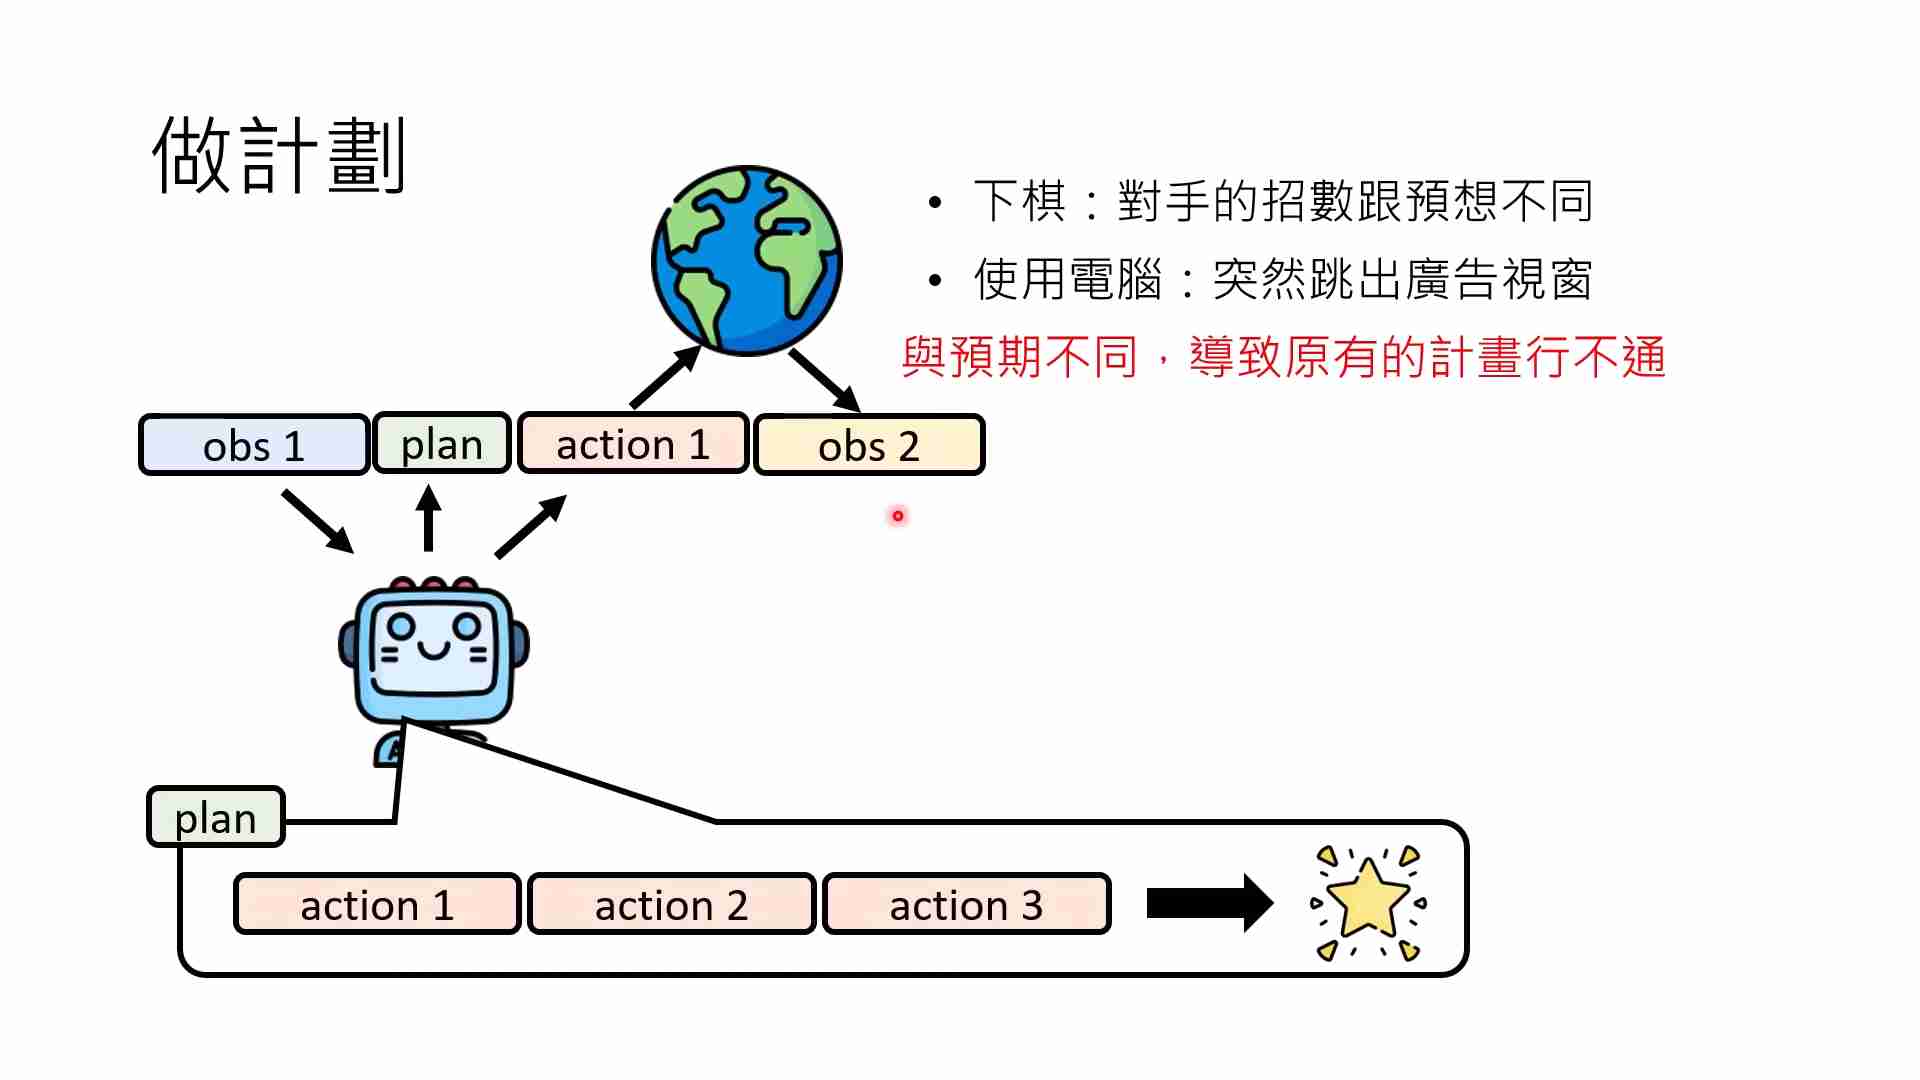 做計劃
• 下棋：對手的招數跟預想不同
• 使用電腦：突然跳出廣告視窗
與預期不同，導致原有的計畫行不通
obs 1
plan
action 1
obs 2
plan
action 1
action 2
action 3